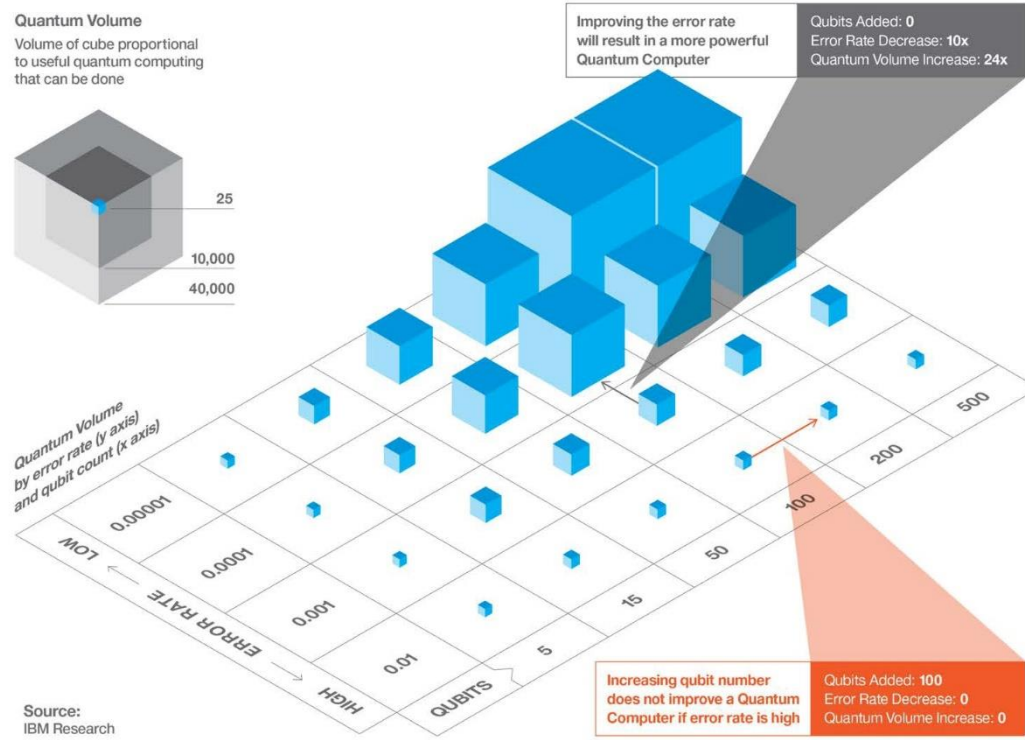 Quantum Volume
Volume of cube proportional
to useful quantum computing
that can be done
25
10,000
40,000
Improving the error rate
will result in a more powerful
Quantum Computer
Qubits Added: 0
Error Rate Decrease: 10x
Quantum Volume Increase: 24x
Quantum Volume
by error rate (y axis)
and qubit count (x axis)
0.00001
0.0001
0.001
0.01
LOW
ERROR RATE
HIGH
QUBITS
5
15
50
100
200
500
Increasing qubit number
does not improve a Quantum
Computer if error rate is high
Qubits Added: 100
Error Rate Decrease: 0
Quantum Volume Increase: 0
Source:
IBM Research